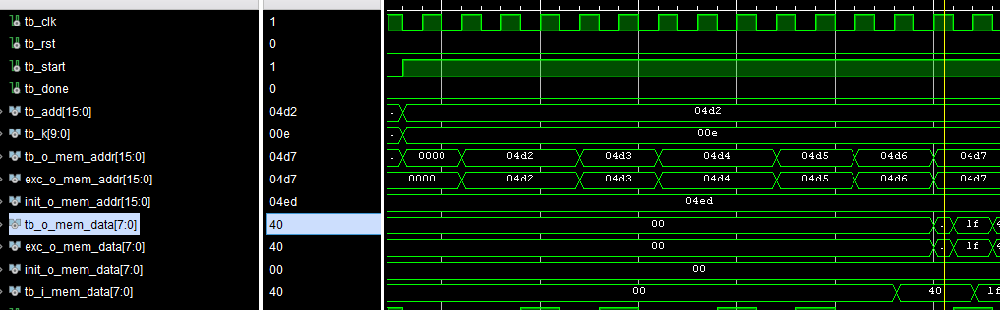 tb_clk 1
tb_rst 0
tb_start 1
tb_done 0
tb_add[15:0] 04d2 04d2
tb_k[9:0] 00e 00e
tb_o_mem_addr[15:0] 04d7 0000 04d2 04d3 04d4 04d5 04d6 04d7
exc_o_mem_addr[15:0] 04d7 0000 04d2 04d3 04d4 04d5 04d6 04d7
init_o_mem_addr[15:0] 04ed 04ed
tb_o_mem_data[7:0] 40 00 1f
exc_o_mem_data[7:0] 40 00 1f
init_o_mem_data[7:0] 00 00
tb_i_mem_data[7:0] 40 00 40 1f